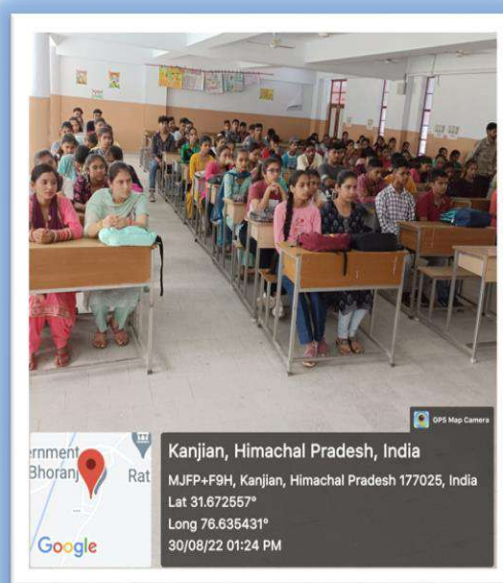 GPS Map Camera
ernment
Bhoranj
Rat
Google
Kanjian, Himachal Pradesh, India
MJFP+F9H, Kanjian, Himachal Pradesh 177025, India
Lat 31.672557°
Long 76.635431°
30/08/22 01:24 PM